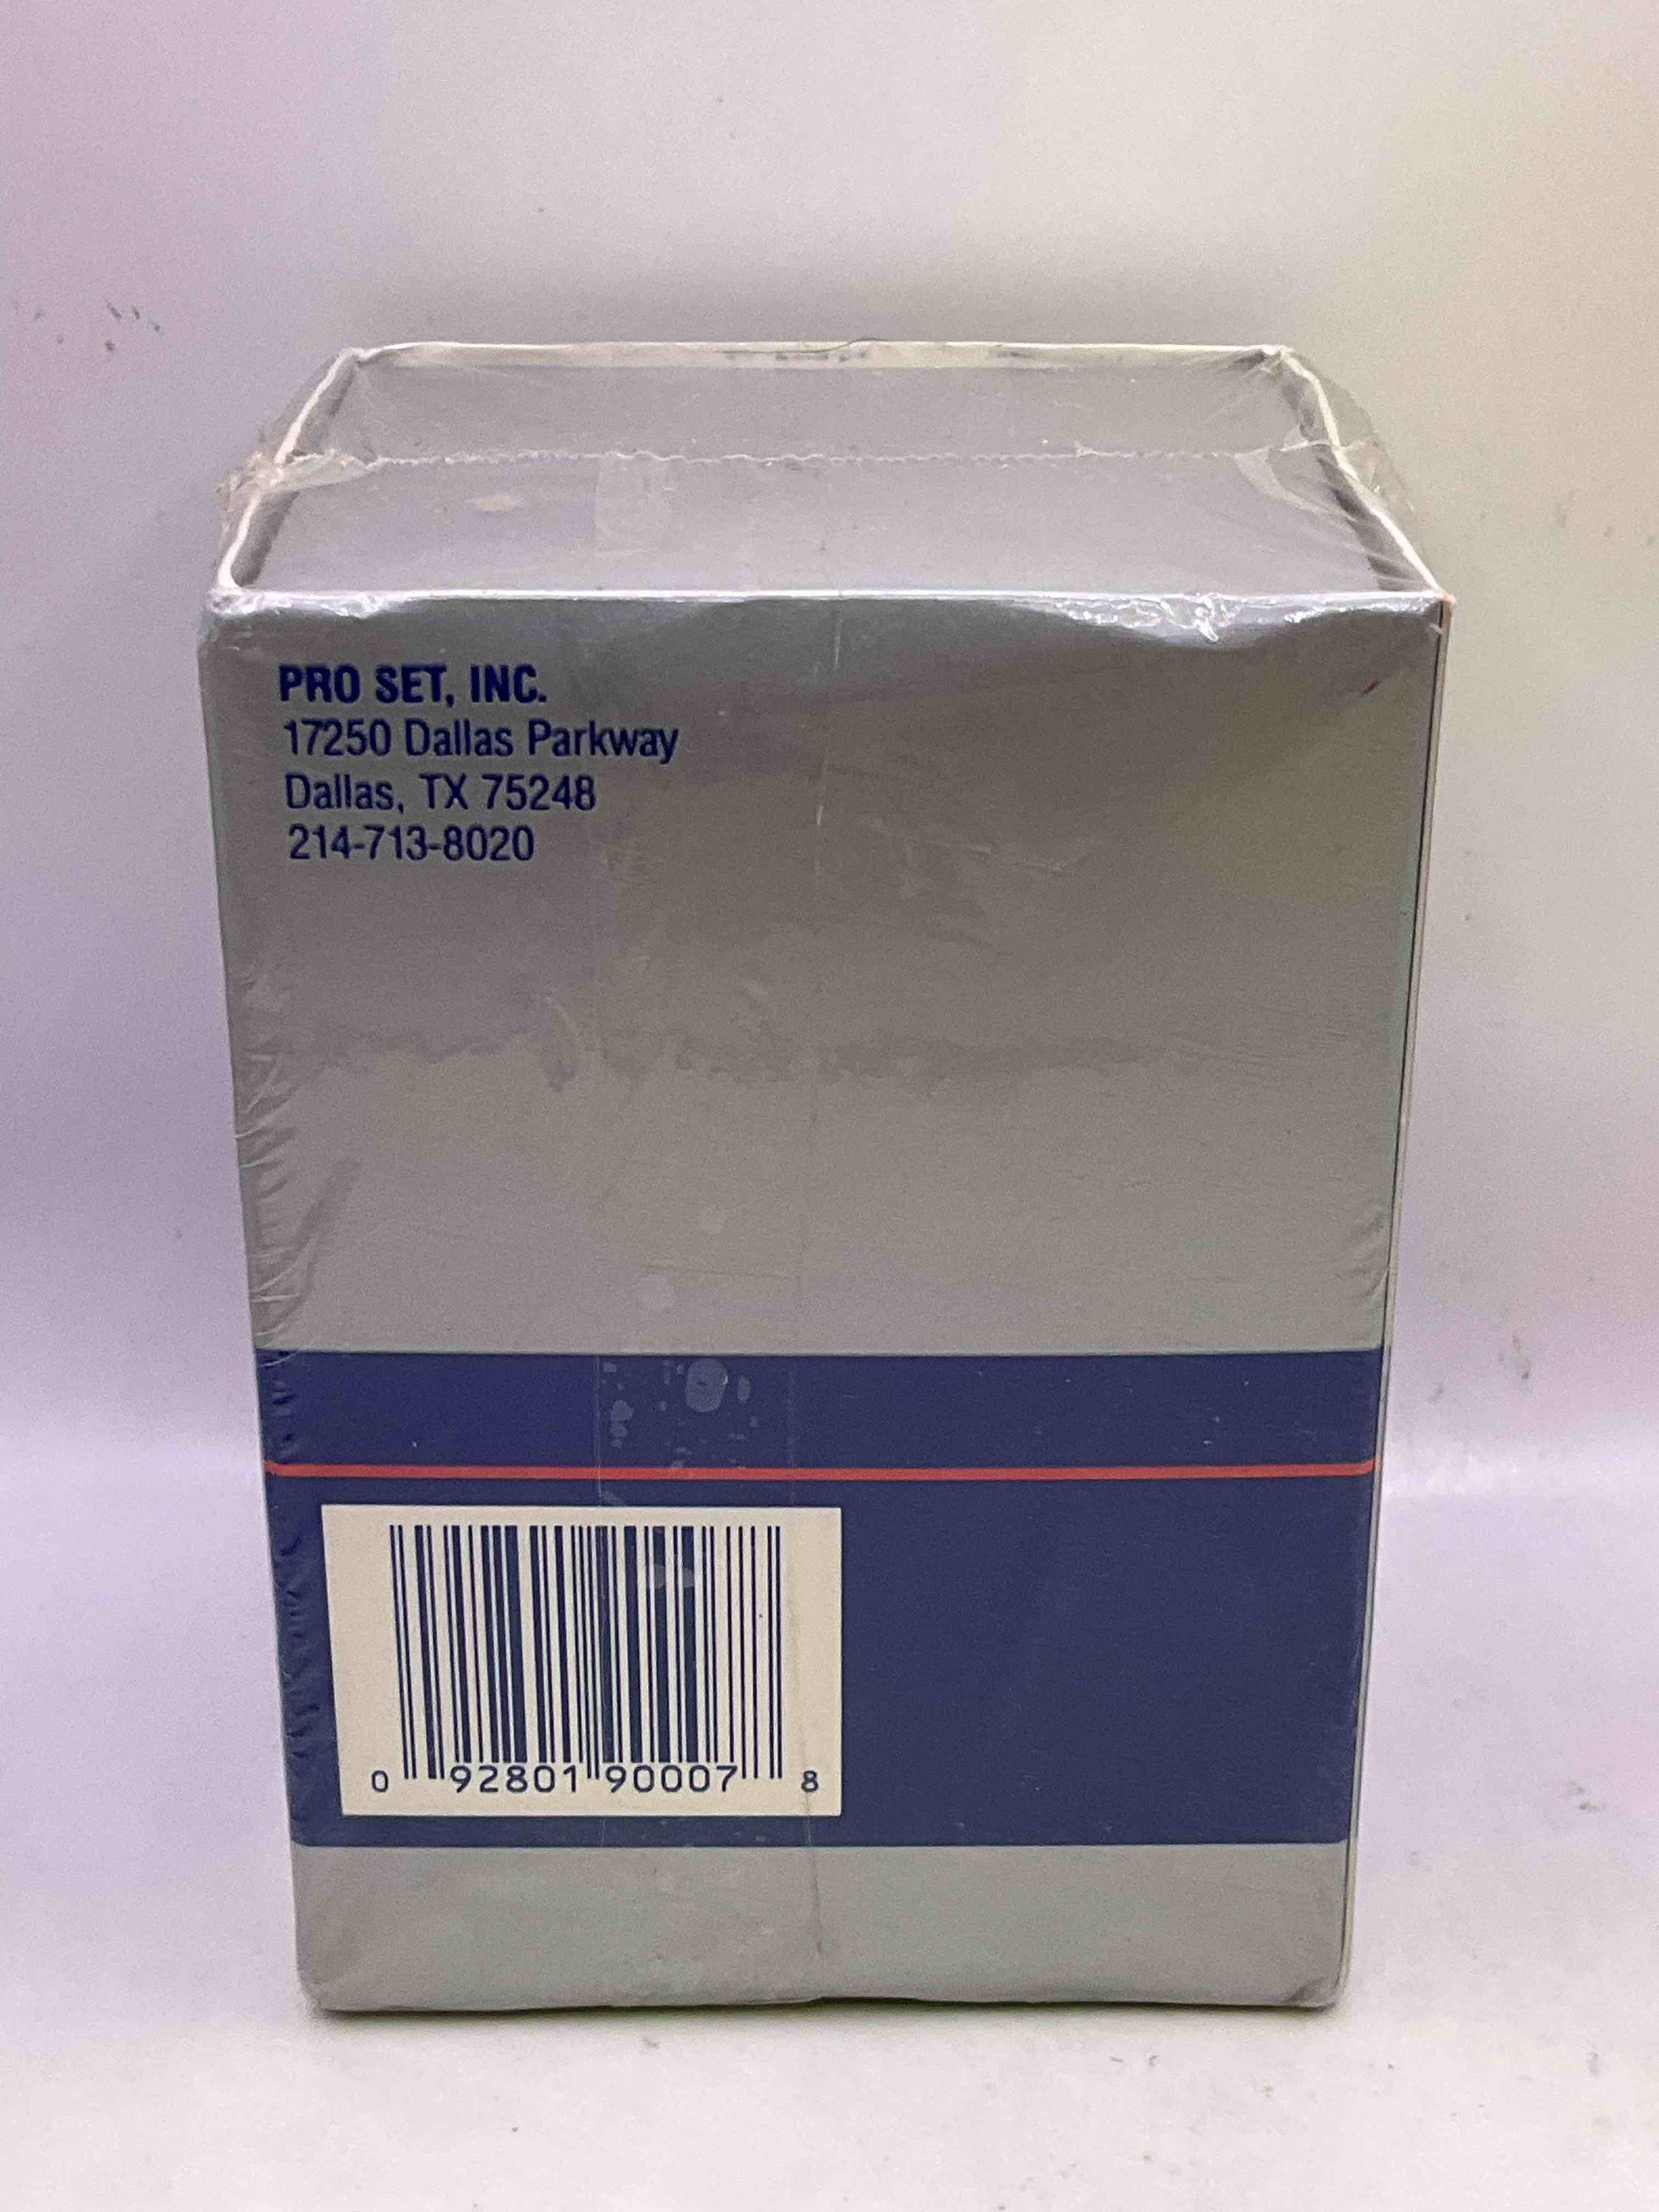 PRO SET, INC.
17250 Dallas Parkway
Dallas, TX 75248
214-713-8020
0 92801 90007 8